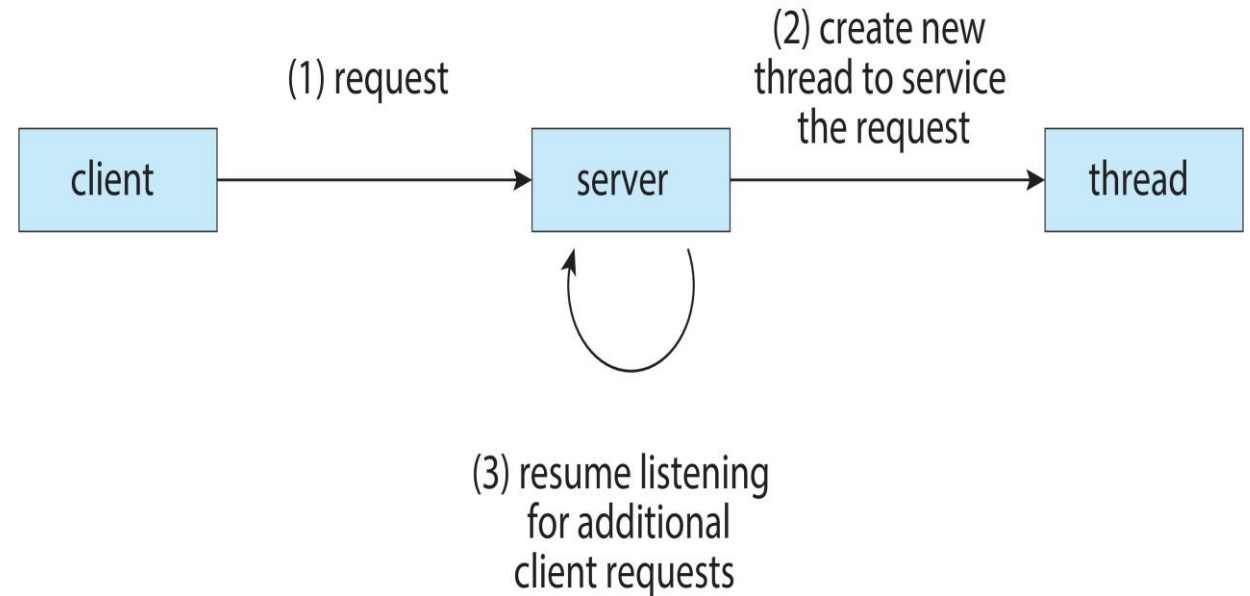 (1) request
(2) create new
thread to service
the request
client
server
thread
(3) resume listening
for additional
client requests